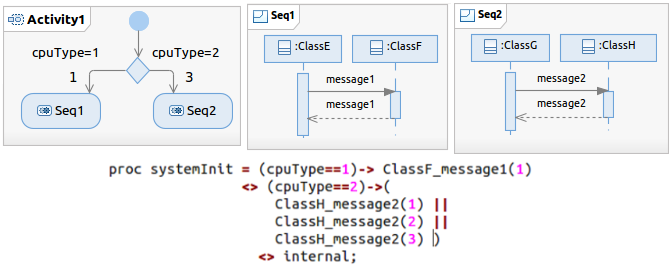 Activity1
cpuType=1
cpuType=2
1
3
Seq1
Seq2
Seq1
:ClassE
:ClassF
message1
message1
Seq2
:ClassG
:ClassH
message2
message2
proc systemInit = (cpuType==1)-> ClassF_message1(1)
<> (cpuType==2)->(
ClassH_message2(1) ||
ClassH_message2(2) ||
ClassH_message2(3) )
<> internal;